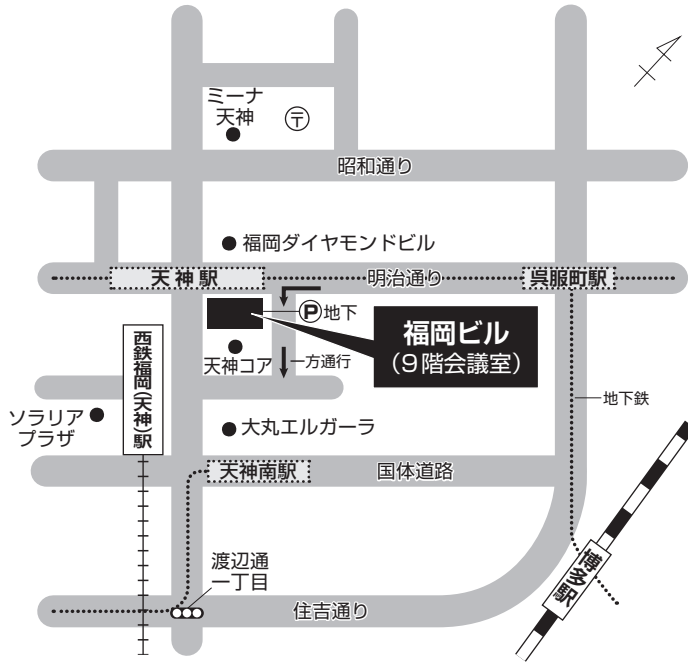 ミーナ
天神
〒
昭和通り
福岡ダイヤモンドビル
天神駅
明治通り
呉服町駅
P地下
福岡ビル
（9階会議室）
天神コア
一方通行
西鉄福岡(天神)駅
地下鉄
ソラリア
プラザ
大丸エルガーラ
天神南駅
国体道路
渡辺通
一丁目
博多駅
住吉通り